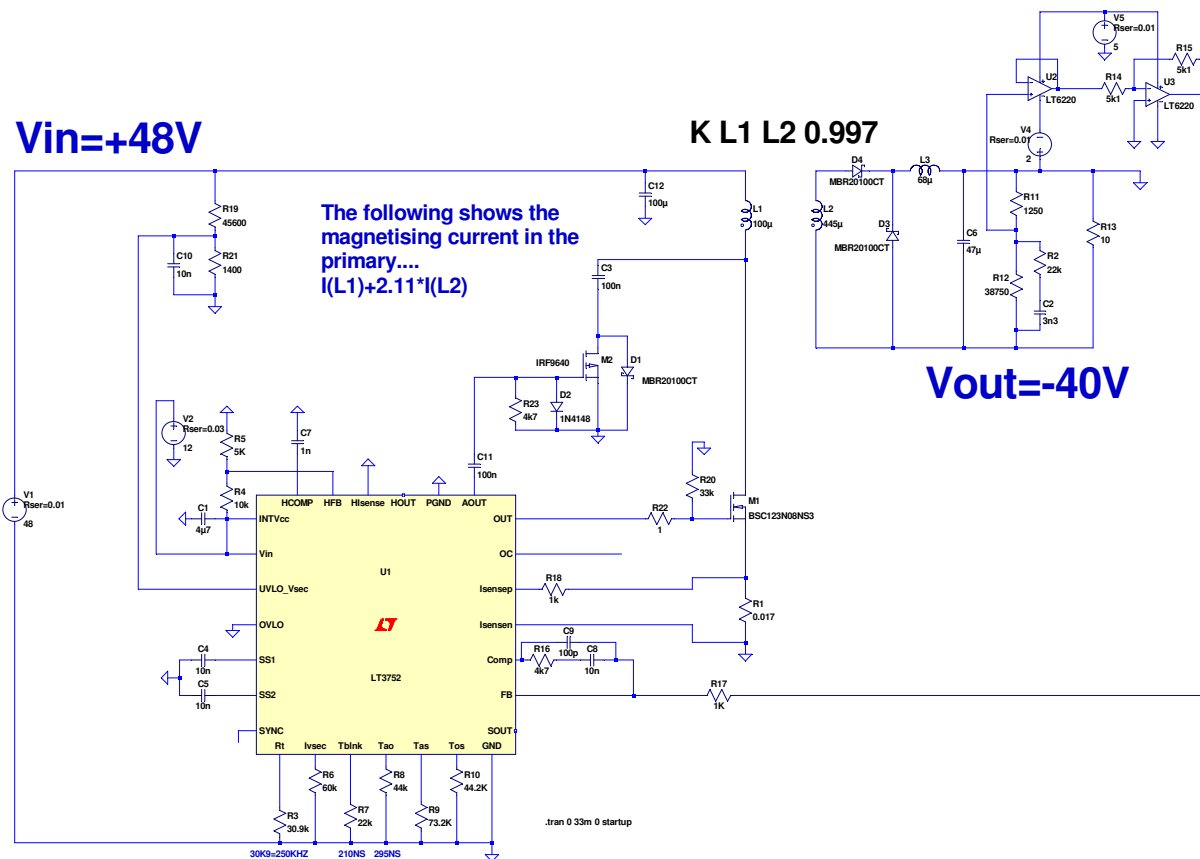 V5
Rser=0.01
5
R15
5k1
U2
LT6220
R14
5k1
U3
LT6220
Vin=+48V
K L1 L2 0.997
V4
Rser=0.01
2
D4
MBR20100CT
L3
68µ
C12
100µ
R19
45600
The following shows the
magnetising current in the
primary....
I(L1)+2.11*I(L2)
L1
100µ
L2
445µ
D3
MBR20100CT
R11
1250
C6
47µ
R13
10
C10
10n
R21
1400
C3
100n
R2
22k
R12
38750
C2
3n3
IRF9640
M2
D1
MBR20100CT
Vout=-40V
R23
4k7
D2
1N4148
V2
Rser=0.03
12
R5
5K
C7
1n
C11
100n
R20
33k
R4
10k
V1
Rser=0.01
48
C1
4µ7
HCOMP
HFB
HIsense
HOUT
PGND
AOUT
INTVcc
OUT
R22
1
M1
BSC123N08NS3
Vin
OC
U1
UVLO_Vsec
Isensep
R18
1k
R1
0.017
OVLO
LT
Isensen
C9
100p
SS1
C4
10n
Comp
R16
4k7
C8
10n
LT3752
SS2
C5
10n
FB
R17
1K
SYNC
SOUT
Rt
Ivsec
Tblnk
Tao
Tas
Tos
GND
R6
60k
R8
44k
R10
44.2K
R3
30.9k
R7
22k
R9
73.2K
.tran 0 33m 0 startup
30K9=250KHZ
210NS
295NS